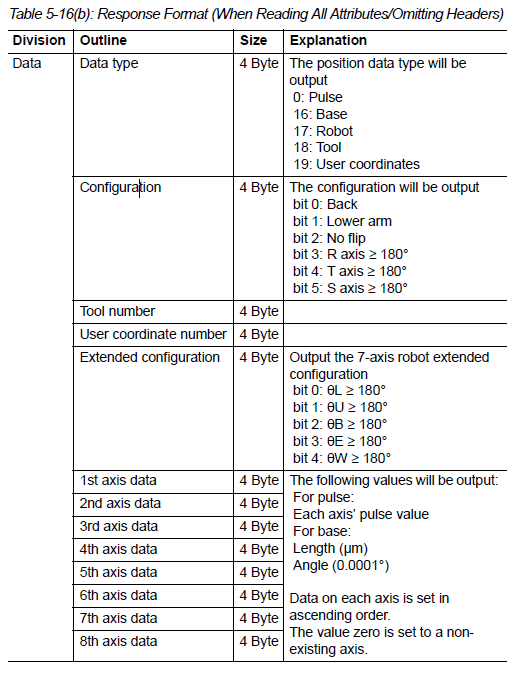 Table 5-16(b): Response Format (When Reading All Attributes/Omitting Headers)
Division Outline Size Explanation
Data Data type 4 Byte The position data type will be
output
0: Pulse
16: Base
17: Robot
18: Tool
19: User coordinates
Configuration 4 Byte The configuration will be output
bit 0: Back
bit 1: Lower arm
bit 2: No flip
bit 3: R axis ≥ 180°
bit 4: T axis ≥ 180°
bit 5: S axis ≥ 180°
Tool number 4 Byte
User coordinate number 4 Byte
Extended configuration 4 Byte Output the 7-axis robot extended
configuration
bit 0: θL ≥ 180°
bit 1: θU ≥ 180°
bit 2: θB ≥ 180°
bit 3: θE ≥ 180°
bit 4: θW ≥ 180°
1st axis data 4 Byte The following values will be output:
For pulse:
2nd axis data 4 Byte
Each axis' pulse value
3rd axis data 4 Byte
For base:
4th axis data 4 Byte Length (μm)
Angle (0.0001°)
5th axis data 4 Byte
6th axis data 4 Byte Data on each axis is set in
ascending order.
7th axis data 4 Byte
The value zero is set to a non-
8th axis data 4 Byte existing axis.